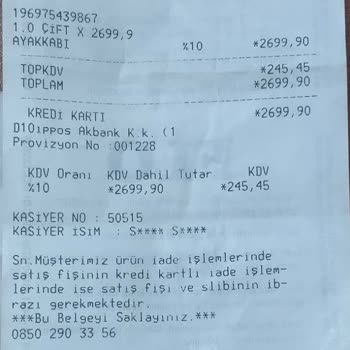 196975439867
1.0 ÇİFT X 2699,9
AYAKKABI %10 *2699,90
TOPKDV *245,45
TOPLAM *2699,90
KREDİ KARTI *2699,90
D10ippos Akbank K.k. (1
Provizyon No :001228
KDV Oranı KDV Dahil Tutar KDV
%10 *2699,90 *245,45
KASİYER NO : 50515
KASİYER İSİM : S**** S****
Sn.Müşterimiz ürün iade işlemlerinde
satış fişinin kredi kartlı iade işlem-
lerinde ise satış fişi ve slibinin ib-
razı gerekmektedir.
***Bu Belgeyi Saklayınız.***
0850 290 33 56